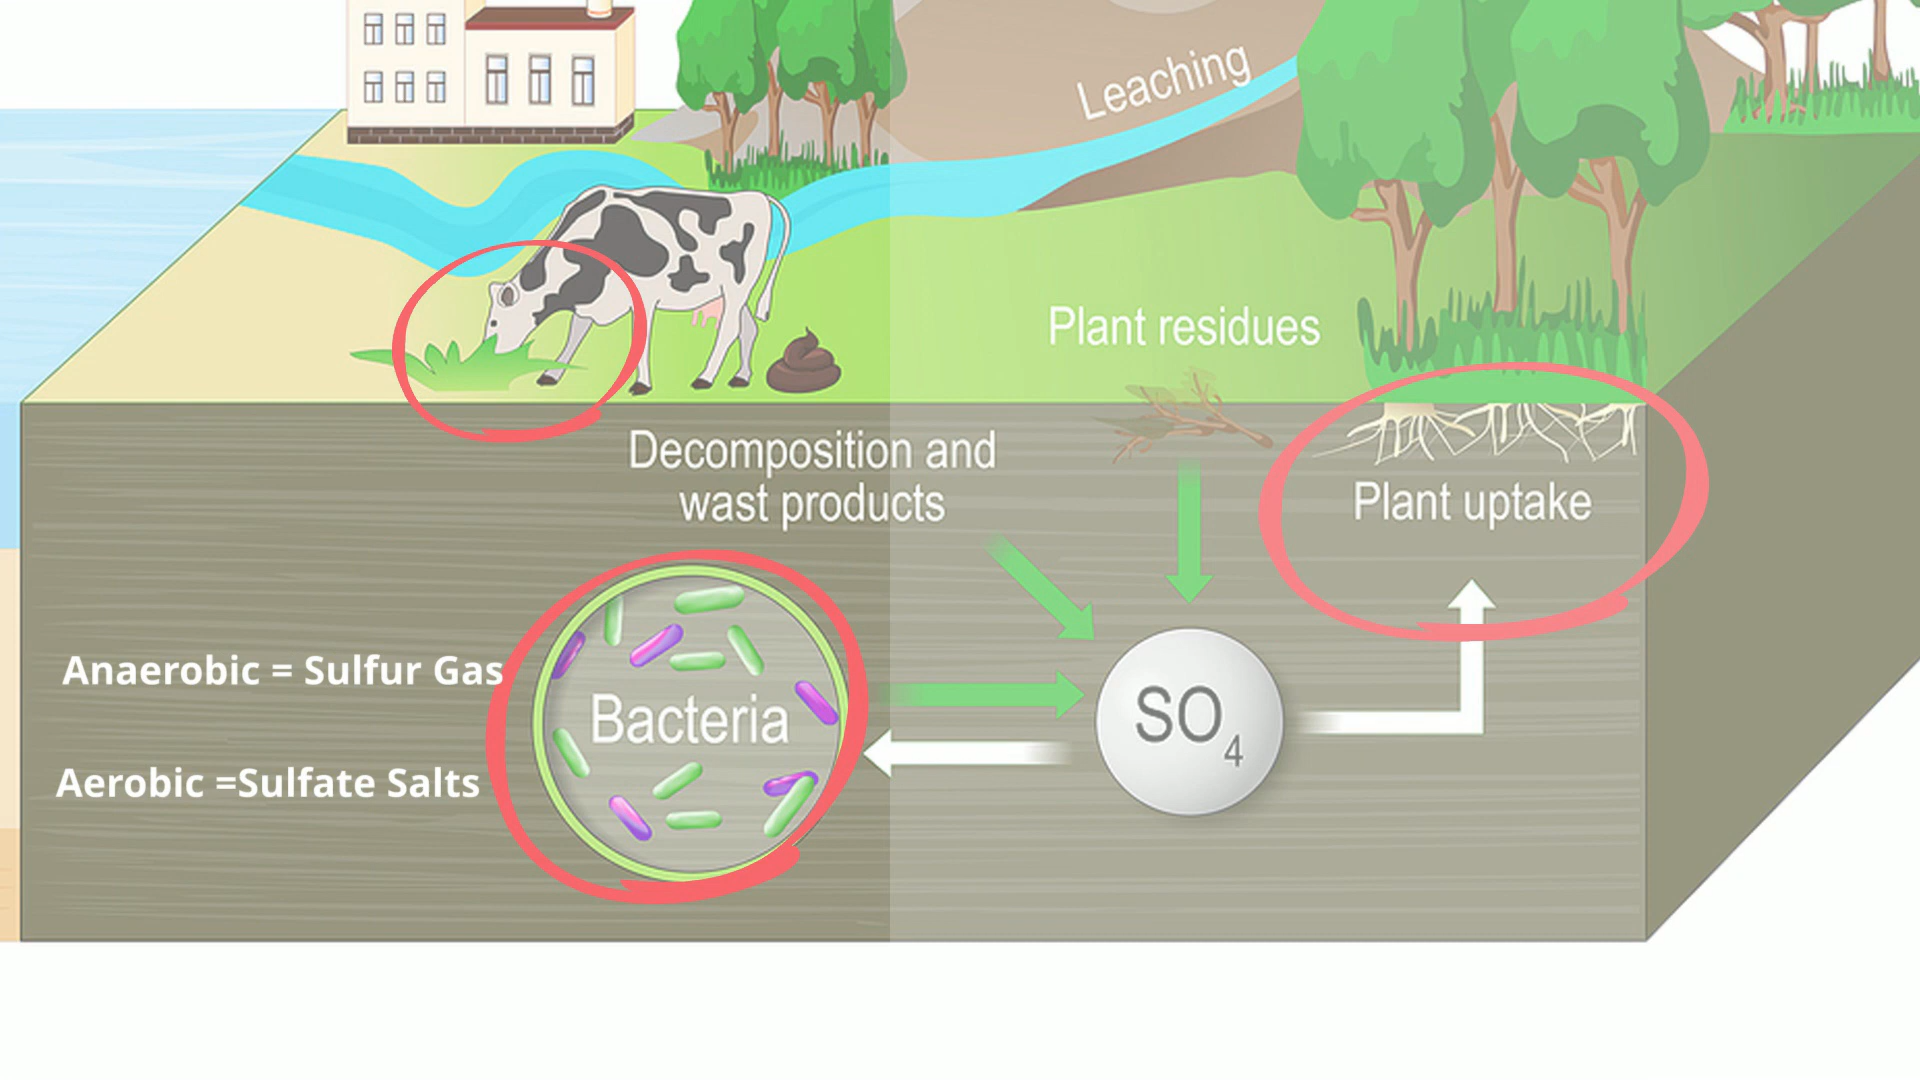 Leaching
Plant residues
Decomposition and
wast products
Plant uptake
Anaerobic = Sulfur Gas
Bacteria
SO4
Aerobic =Sulfate Salts